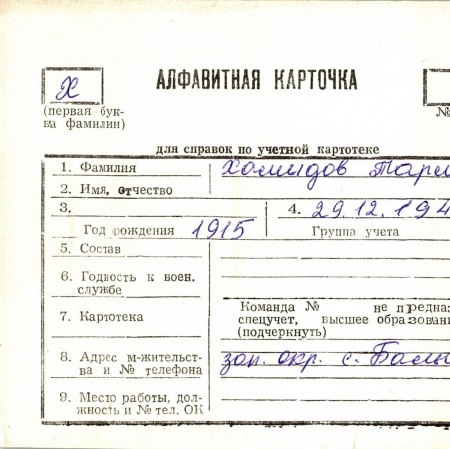 Х
АЛФАВИТНАЯ КАРТОЧКА
(первая бук-
ва фамилии)
№
для справок по учетной картотеке
1. Фамилия Хамидов
2. Имя, отчество
3. 4. 29.12.194
Год рождения 1915 Группа учета
5. Состав
6. Годность к воен.
службе
Команда № не предназ
7. Картотека спецучет, высшее образовани
(подчеркнуть)
8. Адрес м-жительст-
ва и № телефона зап. окр. с.
9. Место работы, дол-
жность и № тел. ОК